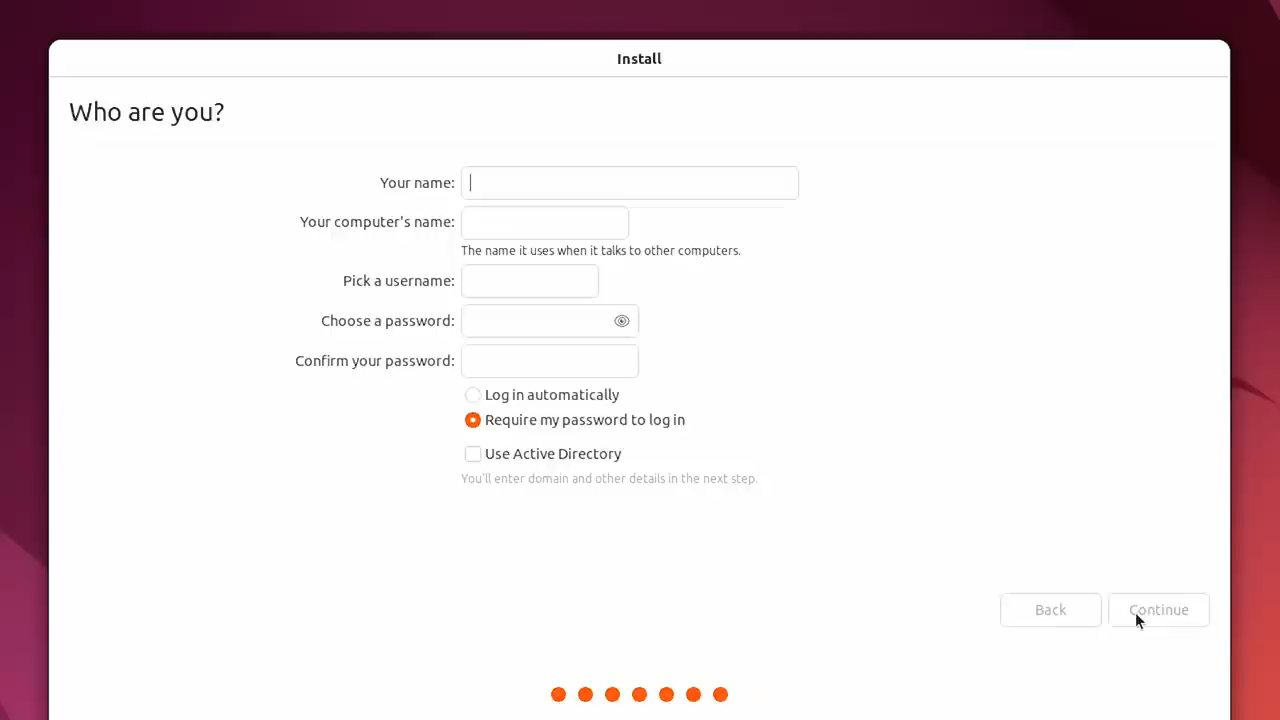 Install
Who are you?
Your name:
Your computer's name:
The name it uses when it talks to other computers.
Pick a username:
Choose a password:
Confirm your password:
Log in automatically
Require my password to log in
Use Active Directory
You'll enter domain and other details in the next step.
Back Continue